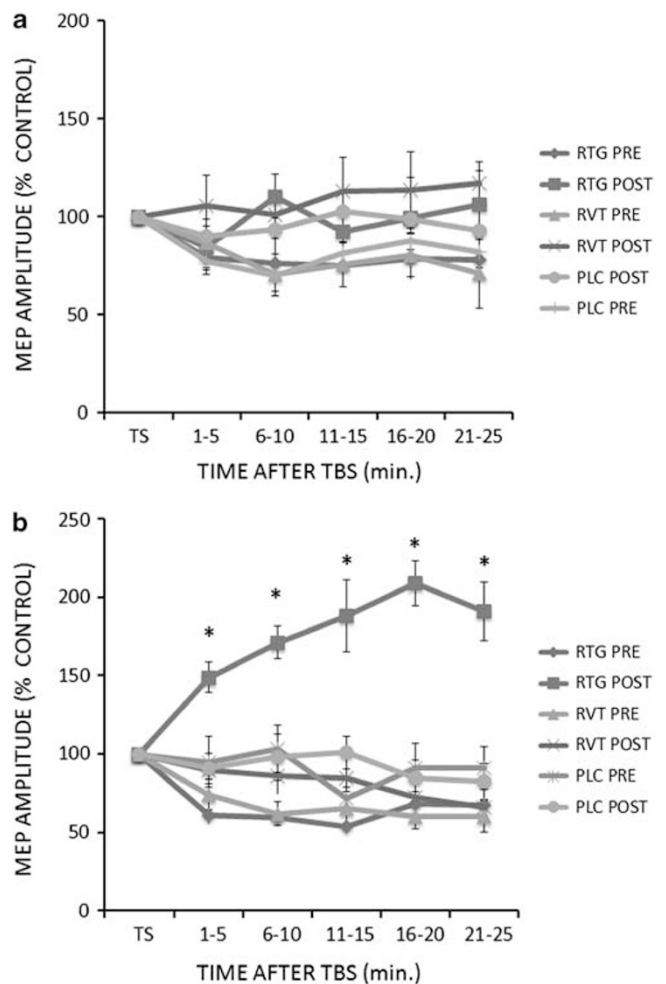 a
MEP AMPLITUDE (% CONTROL)
200
150
100
50
0
TS 1-5 6-10 11-15 16-20 21-25
TIME AFTER TBS (min.)
RTG PRE
RTG POST
RVT PRE
RVT POST
PLC POST
PLC PRE
b
MEP AMPLITUDE (% CONTROL)
250
200
150
100
50
0
* * * * *
TS 1-5 6-10 11-15 16-20 21-25
TIME AFTER TBS (min.)
RTG PRE
RTG POST
RVT PRE
RVT POST
PLC PRE
PLC POST